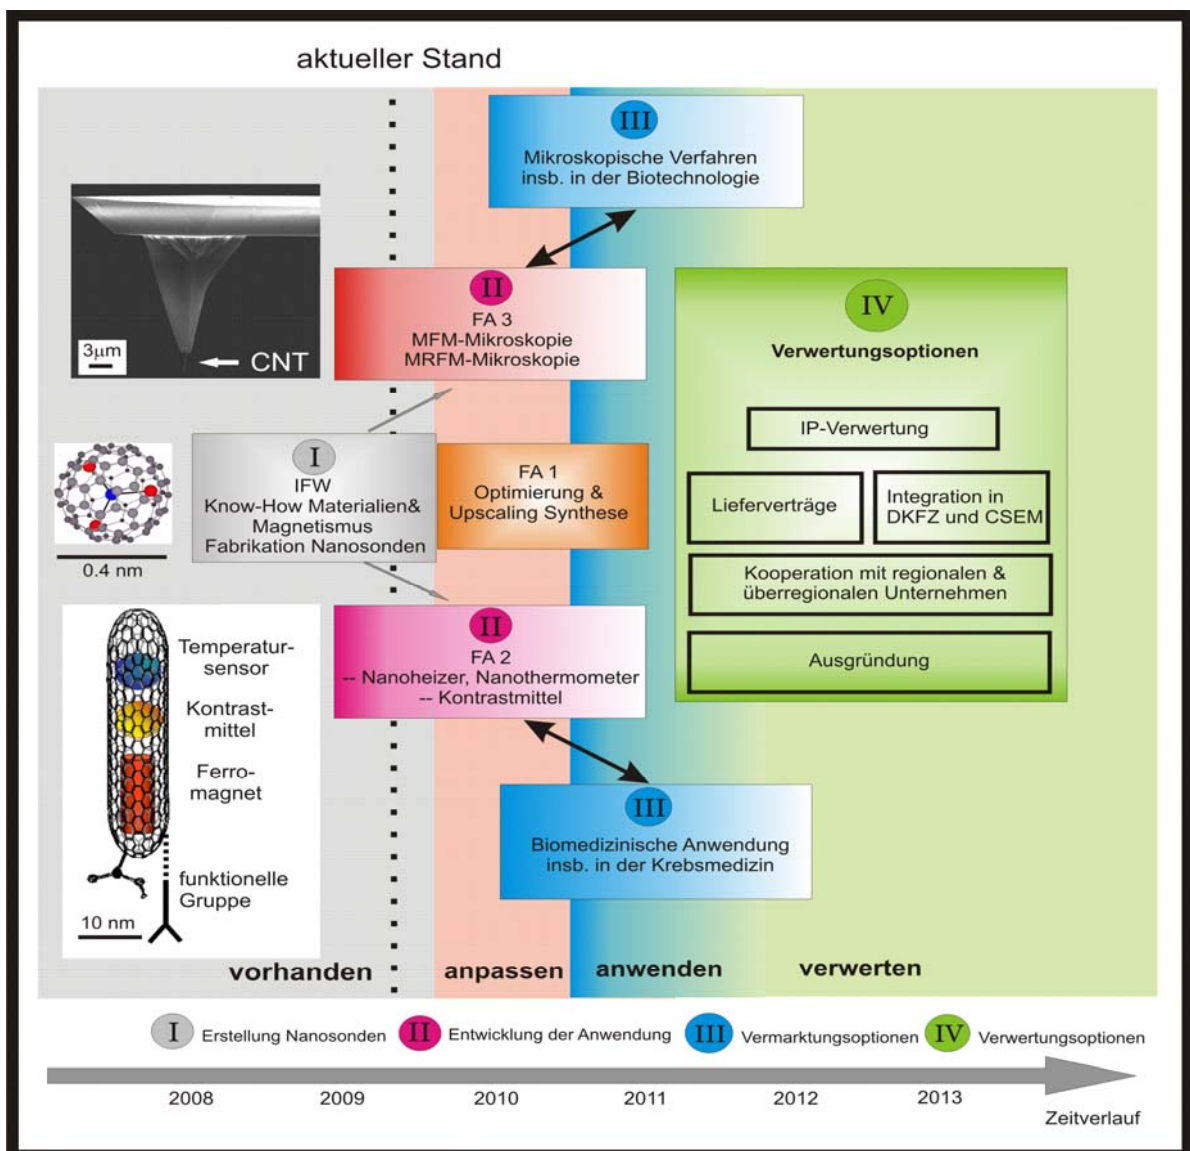 aktueller Stand
III
Mikroskopische Verfahren
insb. in der Biotechnologie
3μm
CNT
II
FA 3
MFM-Mikroskopie
MRFM-Mikroskopie
IV
Verwertungsoptionen
IP-Verwertung
Lieferverträge
Integration in
DKFZ und CSEM
Kooperation mit regionalen &
überregionalen Unternehmen
Ausgründung
0.4 nm
I
IFW
Know-How Materialien&
Magnetismus
Fabrikation Nanosonden
FA 1
Optimierung &
Upscaling Synthese
II
FA 2
-- Nanoheizer, Nanothermometer
-- Kontrastmittel
Temperatur-
sensor
Kontrast-
mittel
Ferro-
magnet
funktionelle
Gruppe
10 nm
III
Biomedizinische Anwendung
insb. in der Krebsmedizin
vorhanden
anpassen
anwenden
verwerten
I Erstellung Nanosonden
II Entwicklung der Anwendung
III Vermarktungsoptionen
IV Verwertungsoptionen
2008
2009
2010
2011
2012
2013
Zeitverlauf